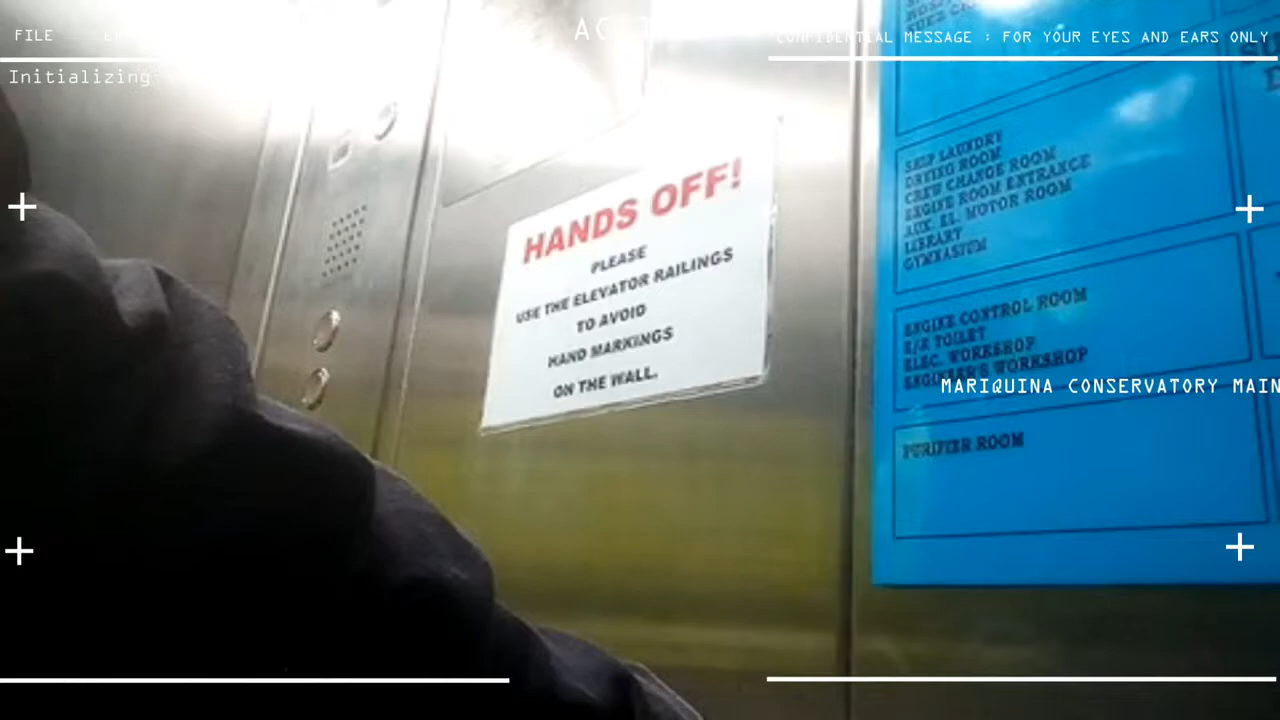 FILE
CONFIDENTIAL MESSAGE : FOR YOUR EYES AND EARS ONLY
Initializing
HANDS OFF!
PLEASE
USE THE ELEVATOR RAILINGS
TO AVOID
HAND MARKINGS
ON THE WALL.
SHIP LAUNDRY
DRYING ROOM
CREW CHANGE ROOM
ENGINE ROOM ENTRANCE
AUX. EL. MOTOR ROOM
LIBRARY
GYMNASIUM
ENGINE CONTROL ROOM
E/R TOILET
ELEC. WORKSHOP
ENGINEER'S WORKSHOP
MARIQUINA CONSERVATORY MAIN
PURIFIER ROOM